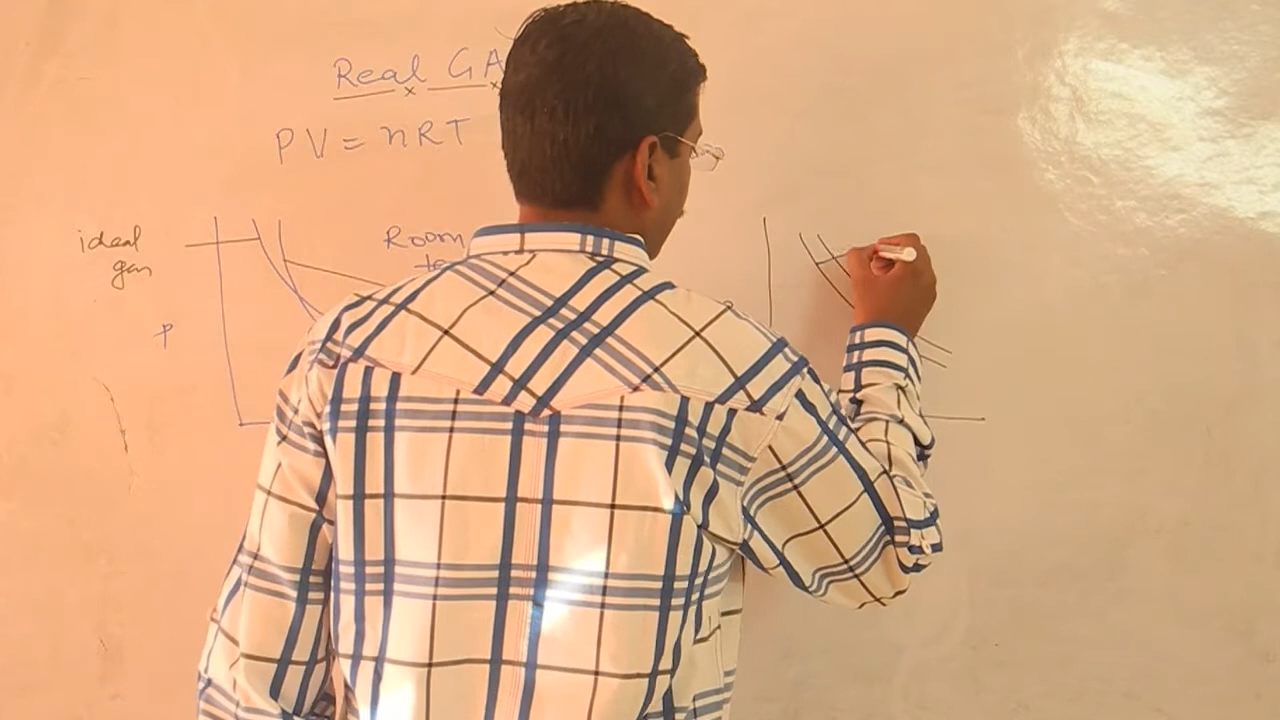 Real GA
PV = nRT
ideal
gas
Room
P